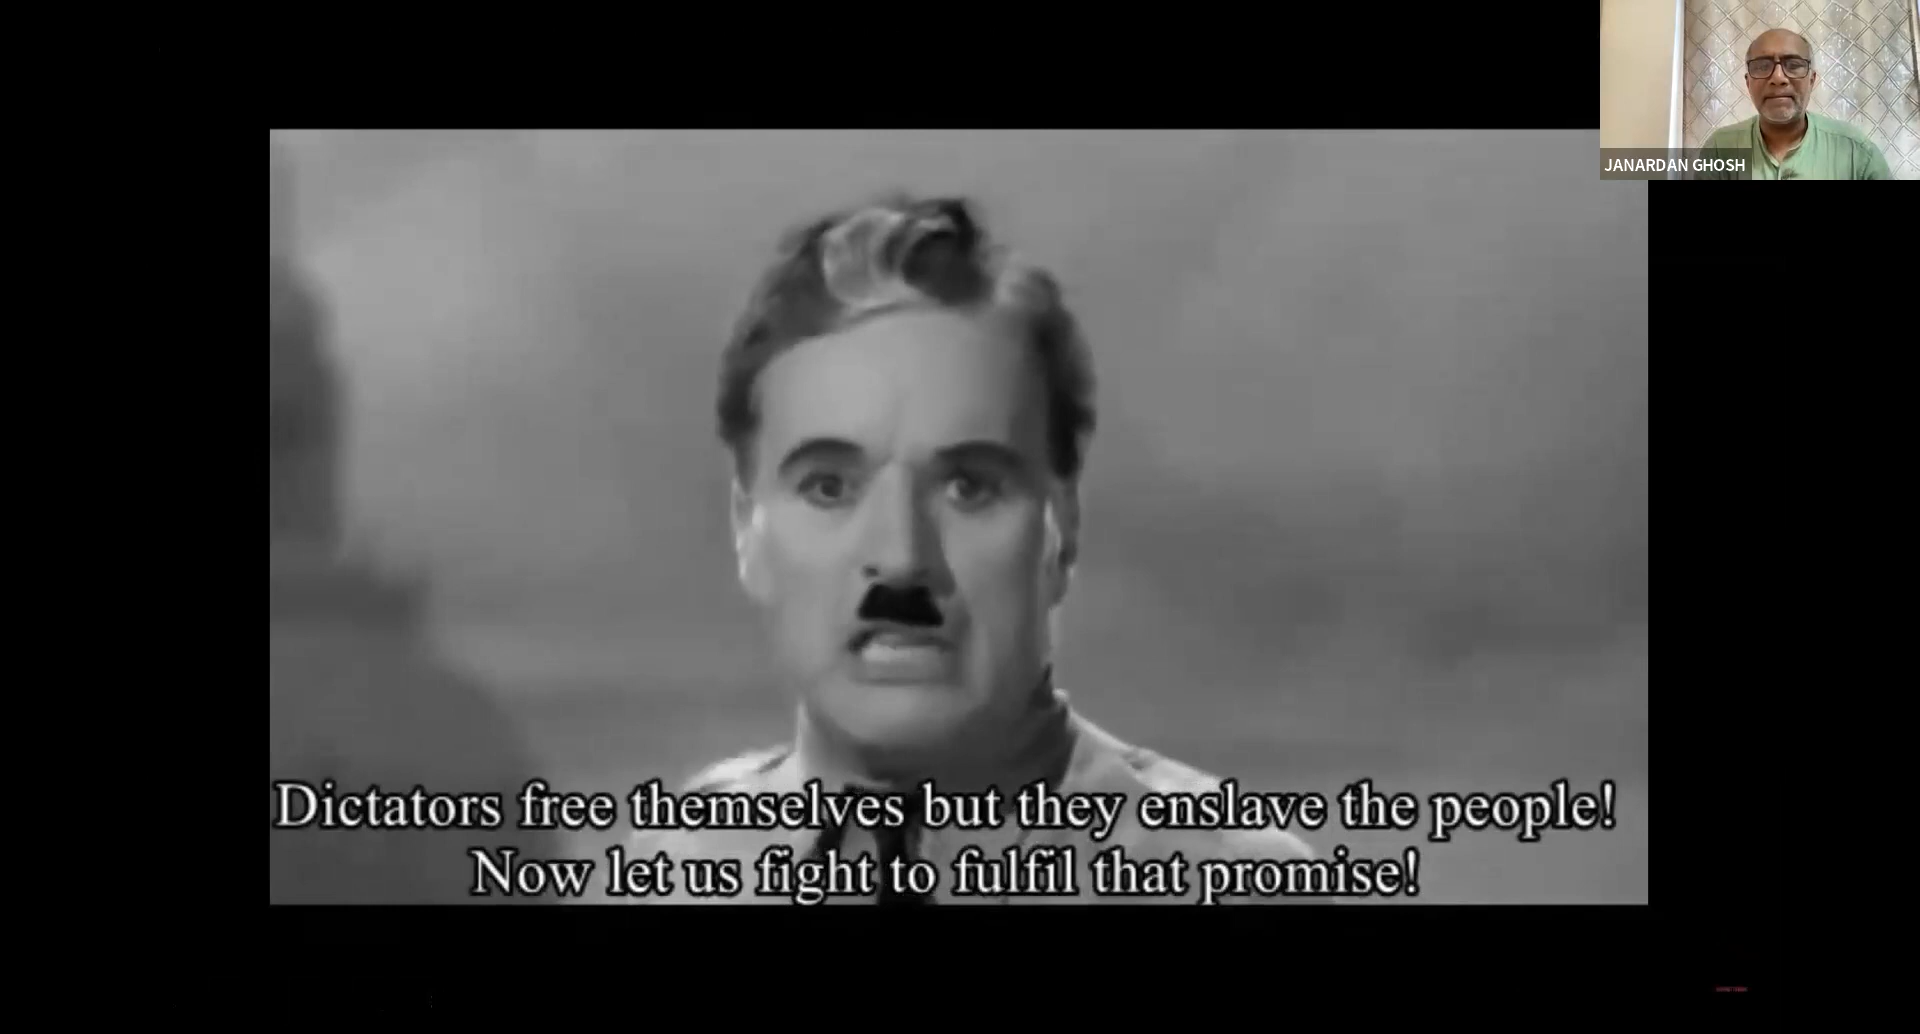 JANARDAN GHOSH
Dictators free themselves but they enslave the people!
Now let us fight to fulfil that promise!